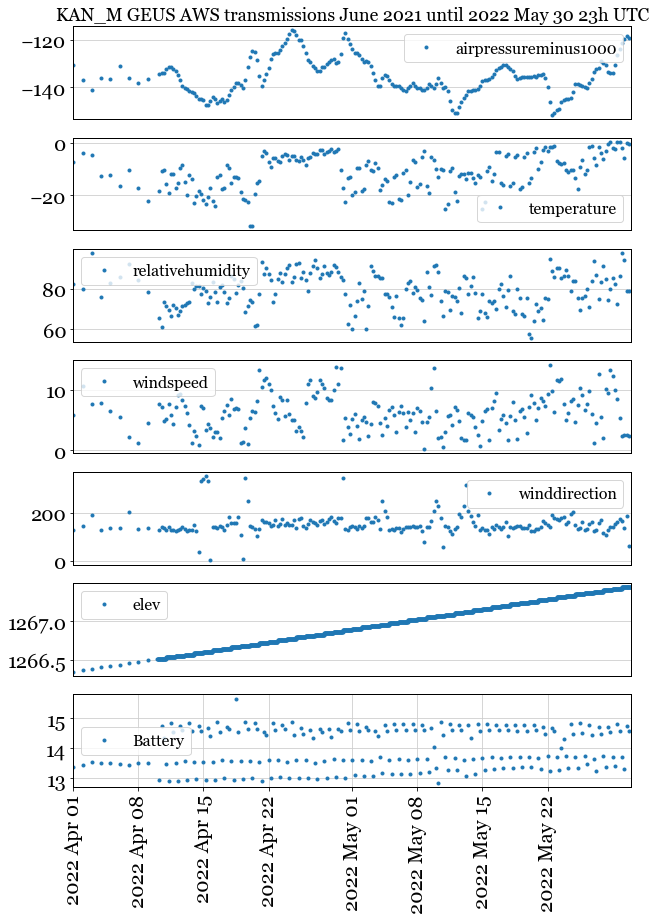 KAN_M GEUS AWS transmissions June 2021 until 2022 May 30 23h UTC
−120
−140
airpressureminus1000
0
−20
temperature
80
60
relativehumidity
10
0
windspeed
200
0
winddirection
1267.0
1266.5
elev
15
14
13
Battery
2022 Apr 01
2022 Apr 08
2022 Apr 15
2022 Apr 22
2022 May 01
2022 May 08
2022 May 15
2022 May 22